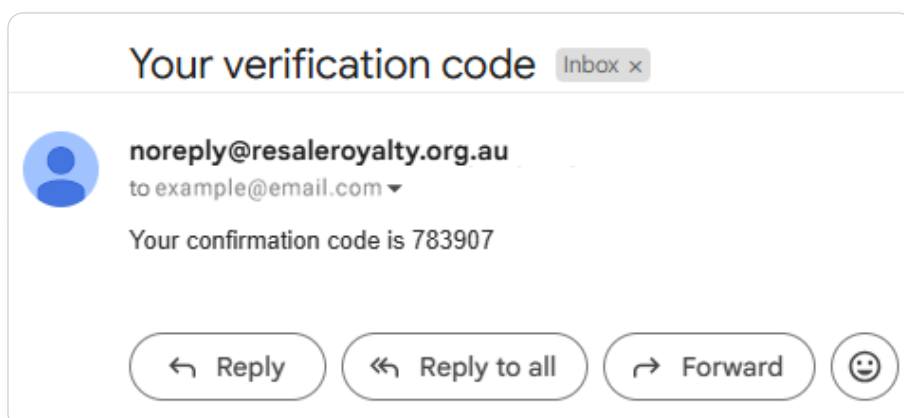 Your verification code Inbox ×
noreply@resaleroyalty.org.au
to example@email.com
Your confirmation code is 783907
Reply Reply to all Forward